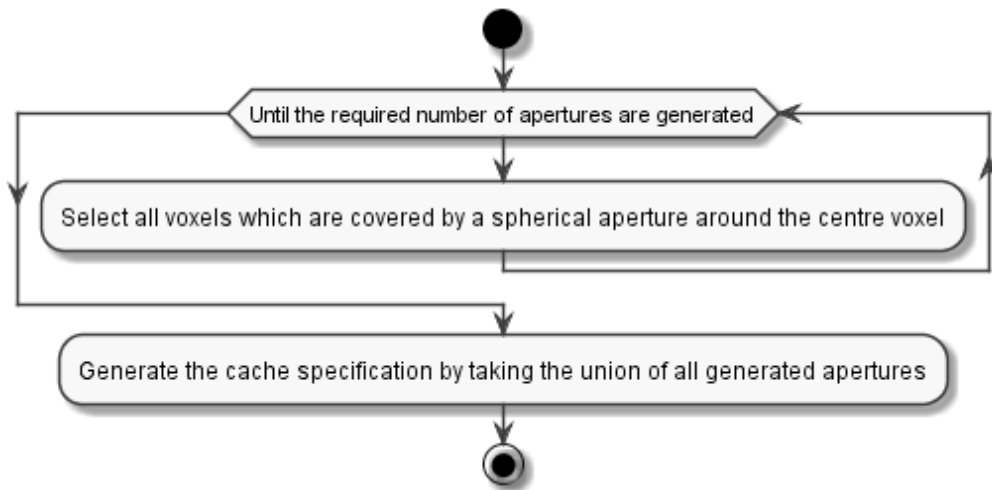 Until the required number of apertures are generated
Select all voxels which are covered by a spherical aperture around the centre voxel
Generate the cache specification by taking the union of all generated apertures